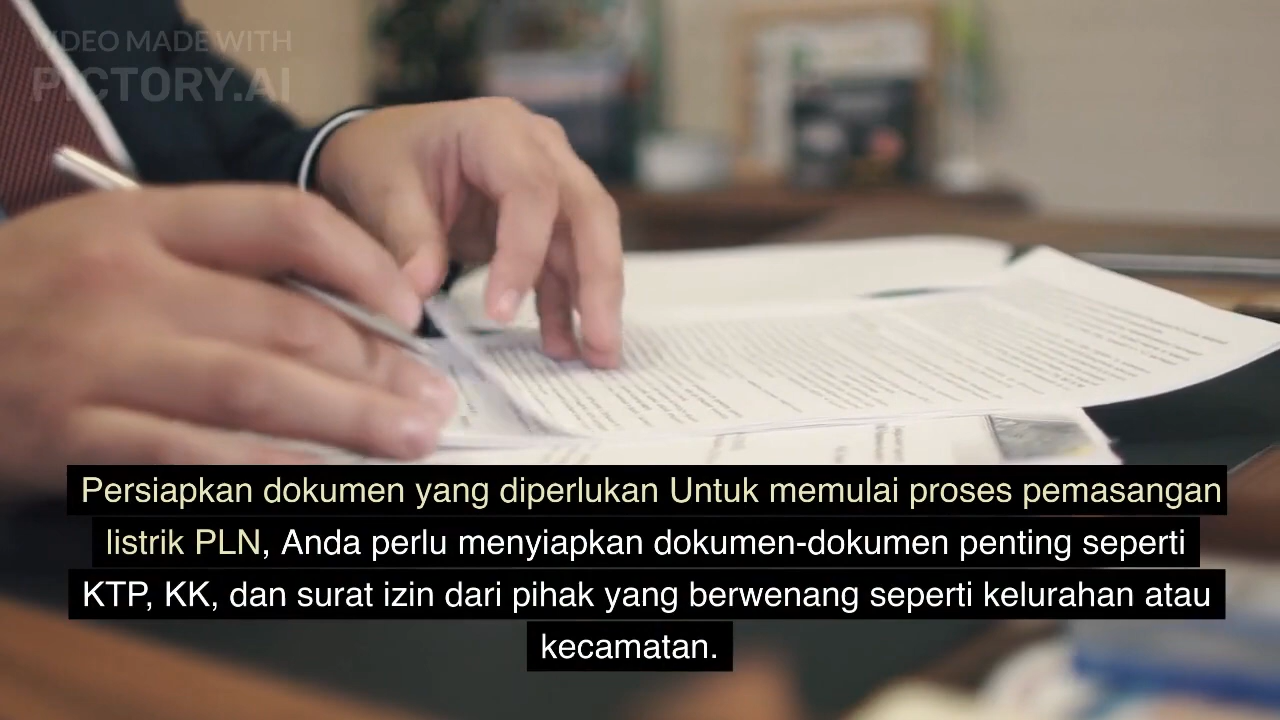 VIDEO MADE WITH
PICTORY.AI
Persiapkan dokumen yang diperlukan Untuk memulai proses pemasangan
listrik PLN, Anda perlu menyiapkan dokumen-dokumen penting seperti
KTP, KK, dan surat izin dari pihak yang berwenang seperti kelurahan atau
kecamatan.